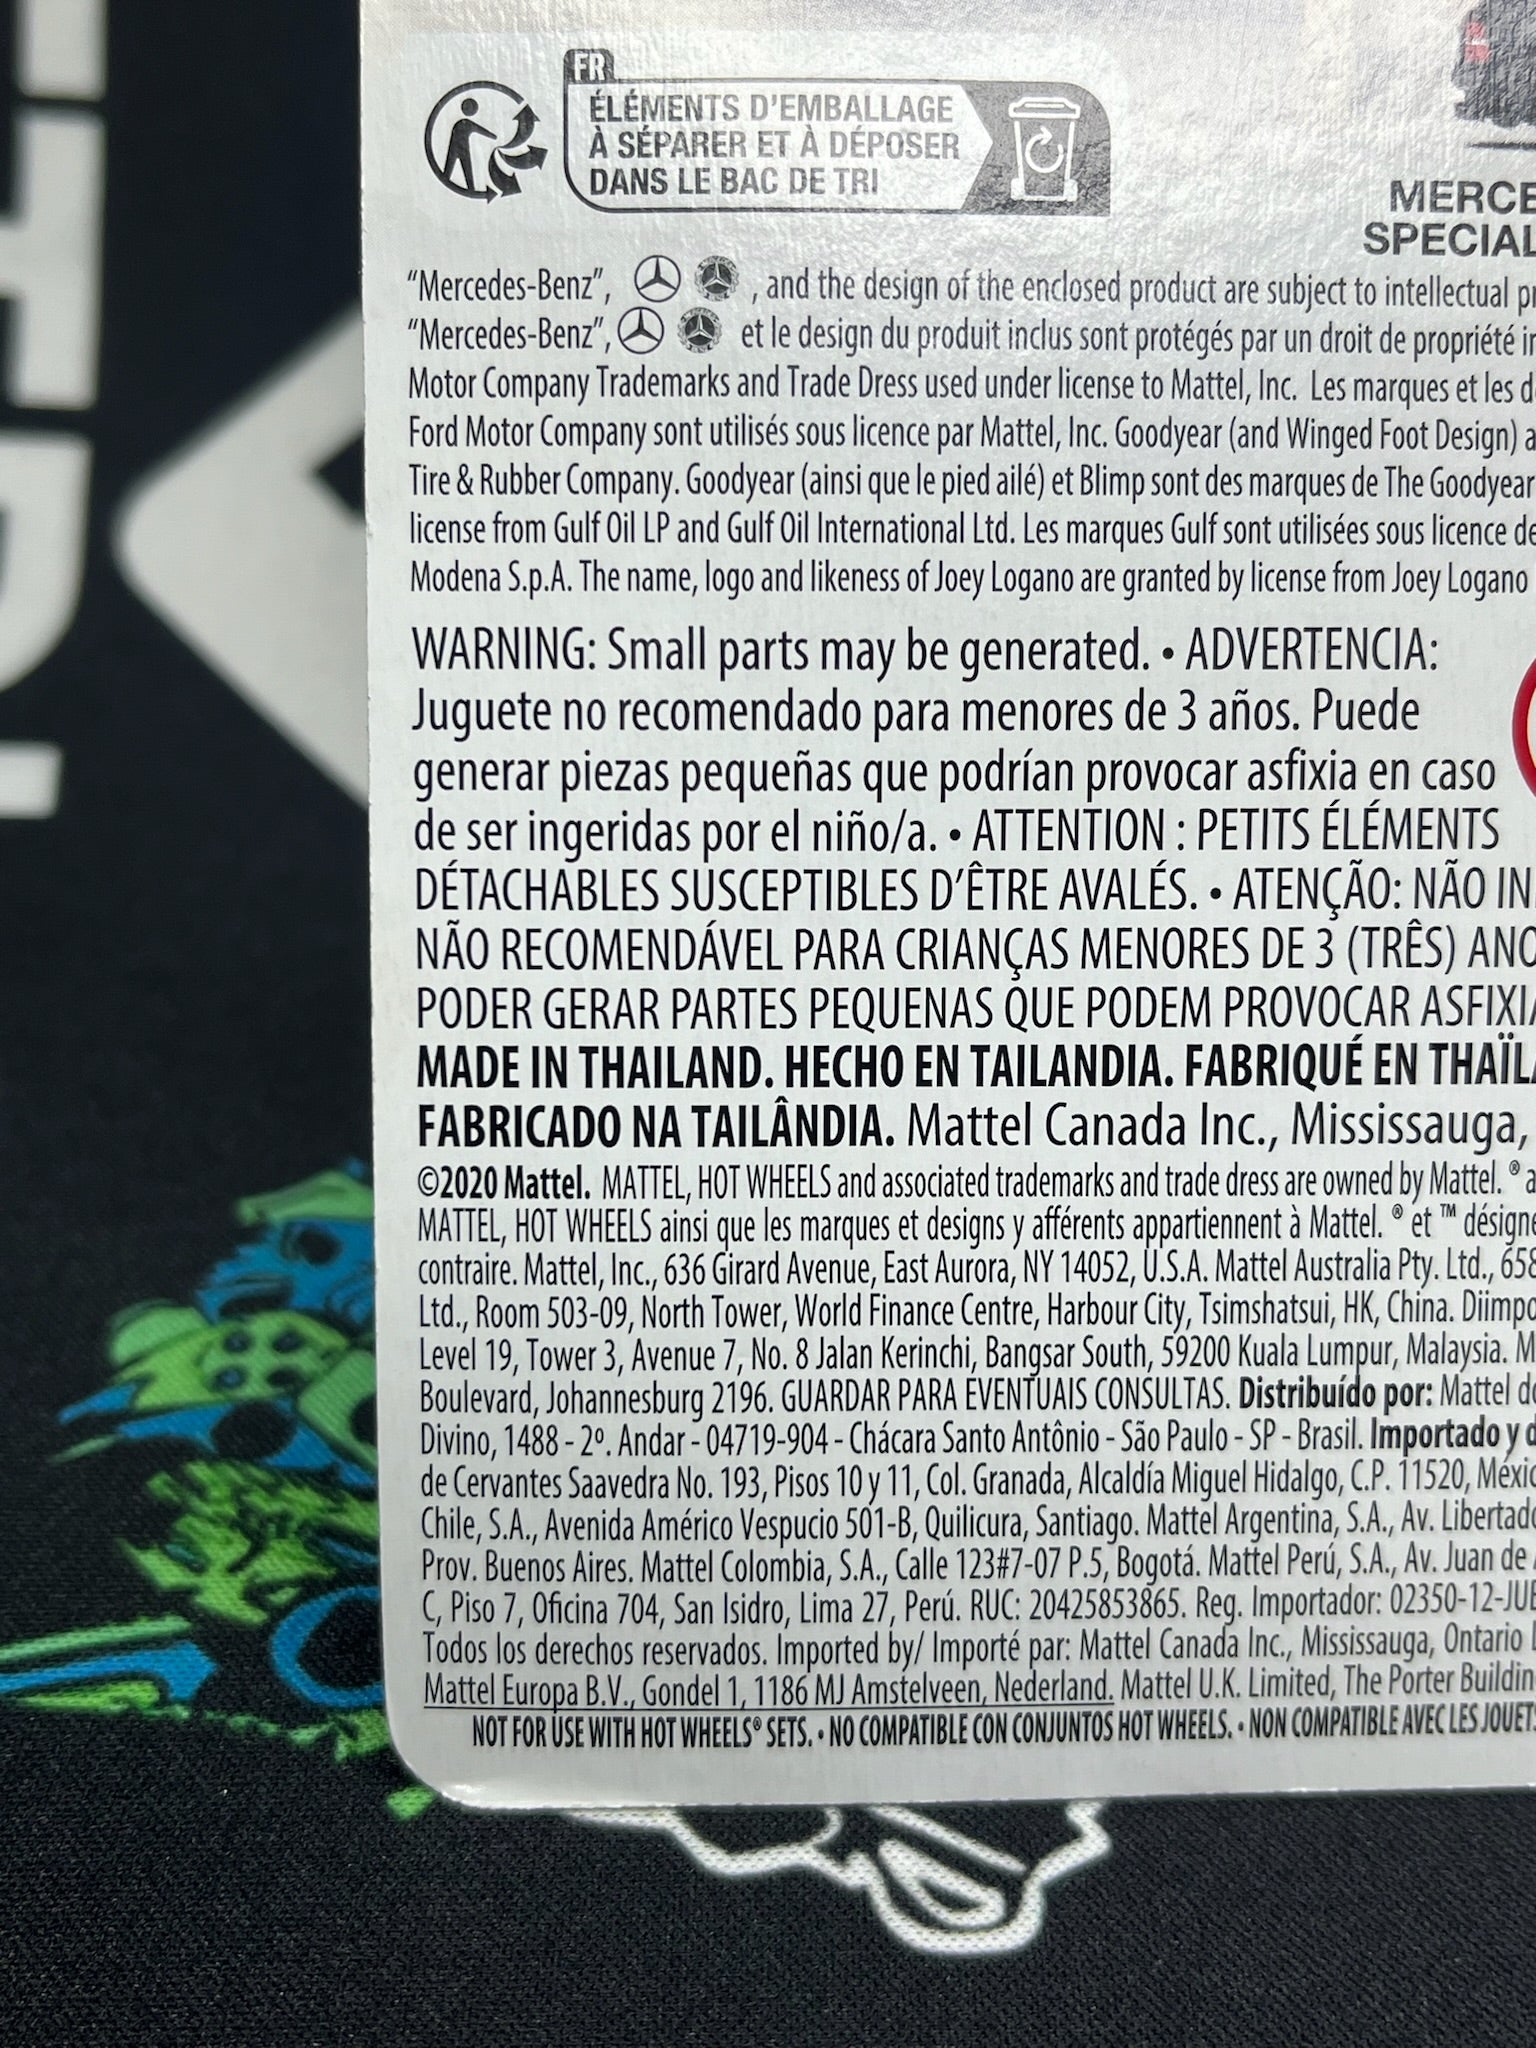 FR
ÉLÉMENTS D'EMBALLAGE
À SÉPARER ET À DÉPOSER
DANS LE BAC DE TRI
MERCE
SPECIAL
“Mercedes-Benz”, , and the design of the enclosed product are subject to intellectual pr
“Mercedes-Benz”, et le design du produit inclus sont protégés par un droit de propriété in
Motor Company Trademarks and Trade Dress used under license to Mattel, Inc. Les marques et les d
Ford Motor Company sont utilisés sous licence par Mattel, Inc. Goodyear (and Winged Foot Design) a
Tire & Rubber Company. Goodyear (ainsi que le pied ailé) et Blimp sont des marques de The Goodyear
license from Gulf Oil LP and Gulf Oil International Ltd. Les marques Gulf sont utilisées sous licence de
Modena S.p.A. The name, logo and likeness of Joey Logano are granted by license from Joey Logano
WARNING: Small parts may be generated. • ADVERTENCIA:
Juguete no recomendado para menores de 3 años. Puede
generar piezas pequeñas que podrían provocar asfixia en caso
de ser ingeridas por el niño/a. • ATTENTION : PETITS ÉLÉMENTS
DÉTACHABLES SUSCEPTIBLES D'ÊTRE AVALÉS. • ATENÇÃO: NÃO IN
NÃO RECOMENDÁVEL PARA CRIANÇAS MENORES DE 3 (TRÊS) ANO
PODER GERAR PARTES PEQUENAS QUE PODEM PROVOCAR ASFIXIA
MADE IN THAILAND. HECHO EN TAILANDIA. FABRIQUÉ EN THAÏLA
FABRICADO NA TAILÂNDIA. Mattel Canada Inc., Mississauga,
©2020 Mattel. MATTEL, HOT WHEELS and associated trademarks and trade dress are owned by Mattel. ® a
MATTEL, HOT WHEELS ainsi que les marques et designs y afférents appartiennent à Mattel. ® et ™ désigne
contraire. Mattel, Inc., 636 Girard Avenue, East Aurora, NY 14052, U.S.A. Mattel Australia Pty. Ltd., 658
Ltd., Room 503-09, North Tower, World Finance Centre, Harbour City, Tsimshatsui, HK, China. Diimpo
Level 19, Tower 3, Avenue 7, No. 8 Jalan Kerinchi, Bangsar South, 59200 Kuala Lumpur, Malaysia. M
Boulevard, Johannesburg 2196. GUARDAR PARA EVENTUAIS CONSULTAS. Distribuído por: Mattel do
Divino, 1488 - 2º. Andar - 04719-904 - Chácara Santo Antônio - São Paulo - SP - Brasil. Importado y d
de Cervantes Saavedra No. 193, Pisos 10 y 11, Col. Granada, Alcaldía Miguel Hidalgo, C.P. 11520, Méxic
Chile, S.A., Avenida Américo Vespucio 501-B, Quilicura, Santiago. Mattel Argentina, S.A., Av. Libertado
Prov. Buenos Aires. Mattel Colombia, S.A., Calle 123#7-07 P.5, Bogotá. Mattel Perú, S.A., Av. Juan de A
C, Piso 7, Oficina 704, San Isidro, Lima 27, Perú. RUC: 20425853865. Reg. Importador: 02350-12-JUE
Todos los derechos reservados. Imported by/ Importé par: Mattel Canada Inc., Mississauga, Ontario L
Mattel Europa B.V., Gondel 1, 1186 MJ Amstelveen, Nederland. Mattel U.K. Limited, The Porter Buildin
NOT FOR USE WITH HOT WHEELS® SETS. • NO COMPATIBLE CON CONJUNTOS HOT WHEELS. • NON COMPATIBLE AVEC LES JOUETS